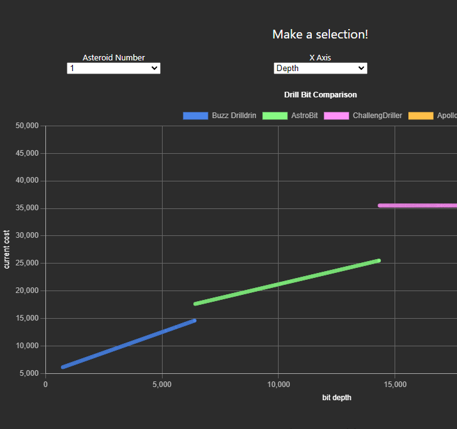 Make a selection!
Asteroid Number
X Axis
1
Depth
Drill Bit Comparison
Buzz Drilldrin AstroBit ChallengDriller Apollo
50,000
45,000
40,000
35,000
30,000
25,000
20,000
15,000
10,000
5,000
current cost
0 5,000 10,000 15,000
bit depth